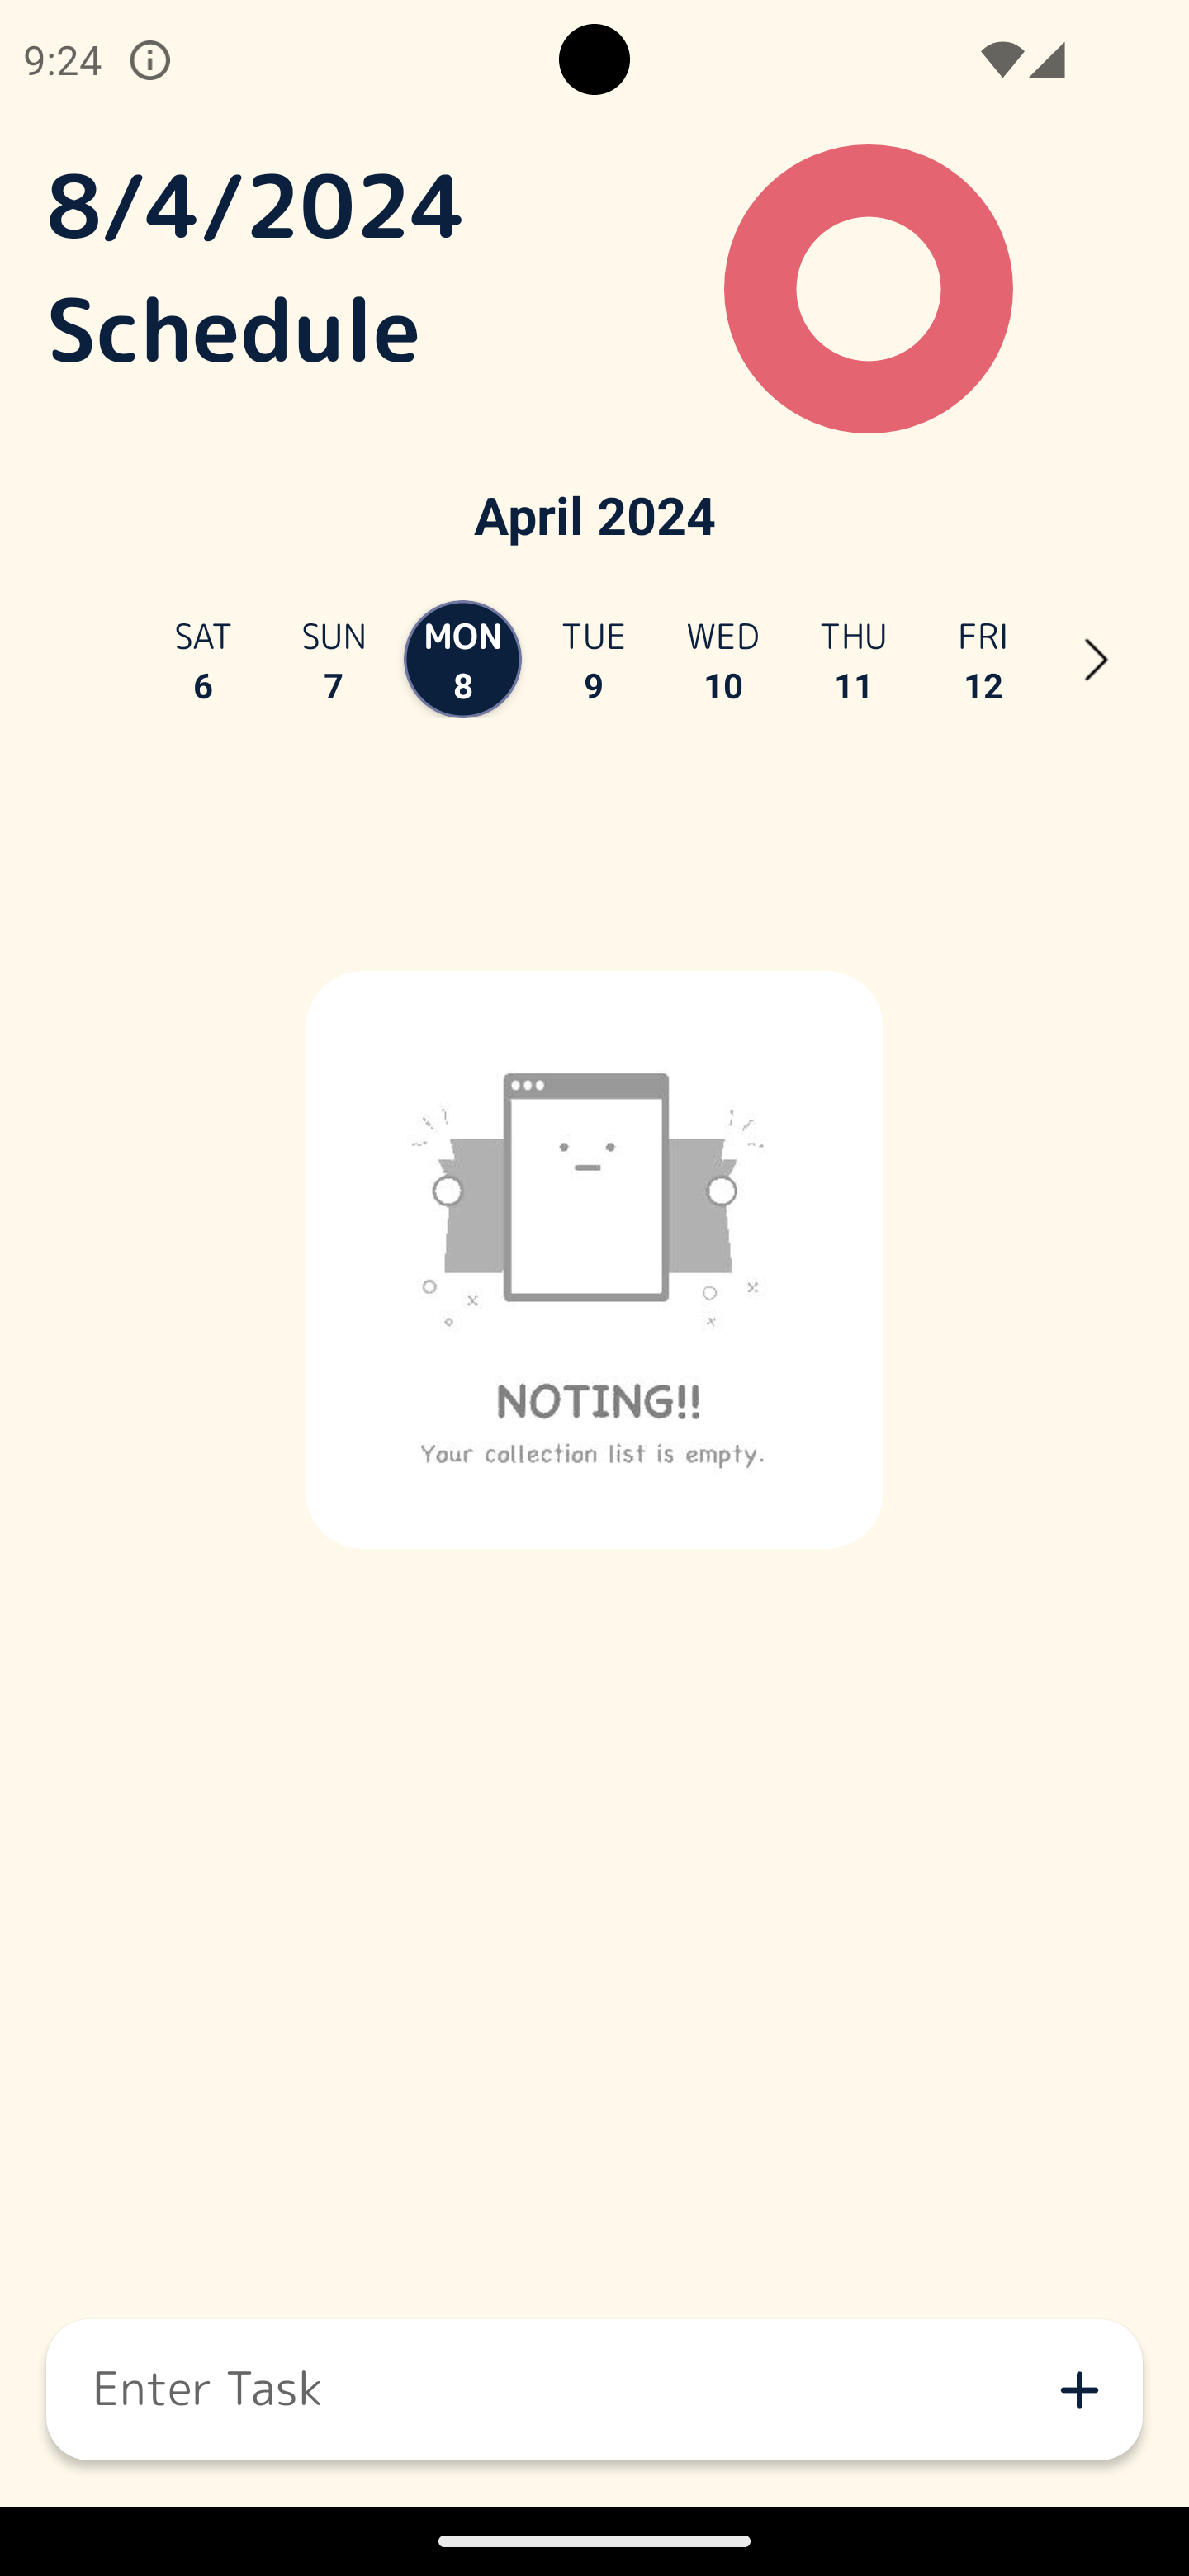 9:24
8/4/2024
Schedule
April 2024
SAT SUN MON TUE WED THU FRI
6 7 8 9 10 11 12
NOTING!!
Your collection list is empty.
Enter Task